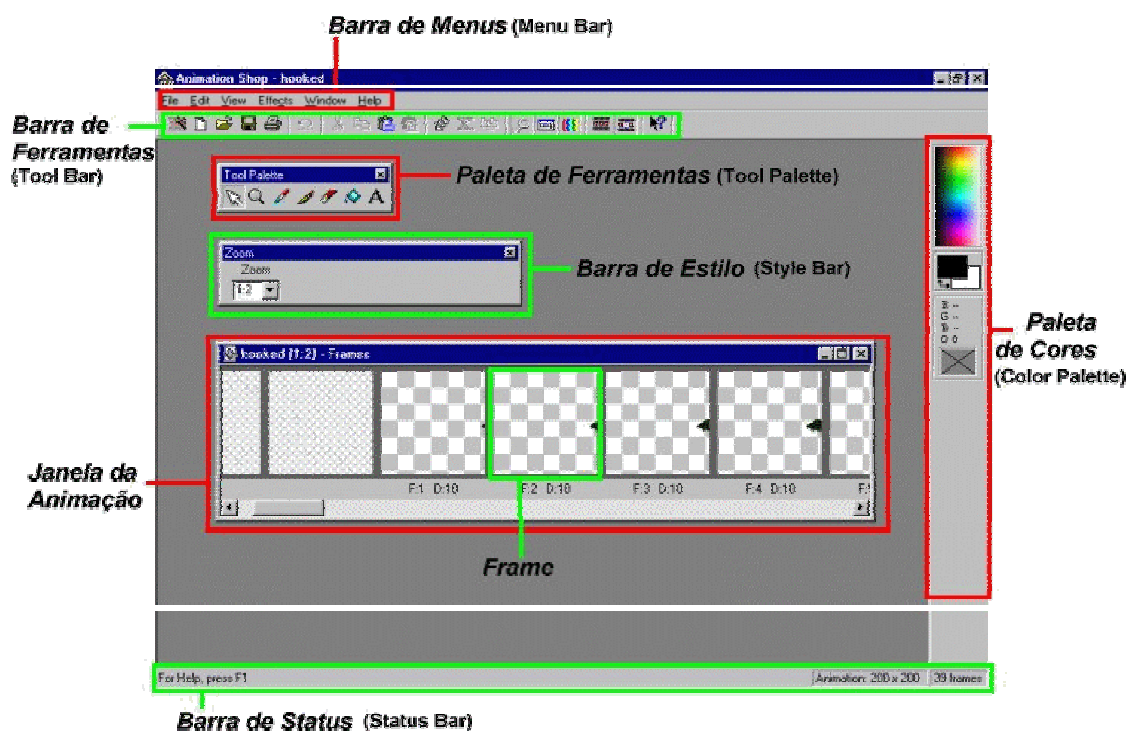 Barra de Menus (Menu Bar)
Animation Shop - hooked
File Edit View Effects Window Help
Barra de
Ferramentas
(Tool Bar)
Tool Palette
A
Paleta de Ferramentas (Tool Palette)
Zoom
Zoom
1:2
Barra de Estilo (Style Bar)
R --
G --
B --
O 0
Paleta
de Cores
(Color Palette)
hooked [1:2] - Frames
F:1 D:10 F:2 D:10 F:3 D:10 F:4 D:10
Janela da
Animação
Frame
For Help, press F1
Animation: 200 x 200 39 frames
Barra de Status (Status Bar)